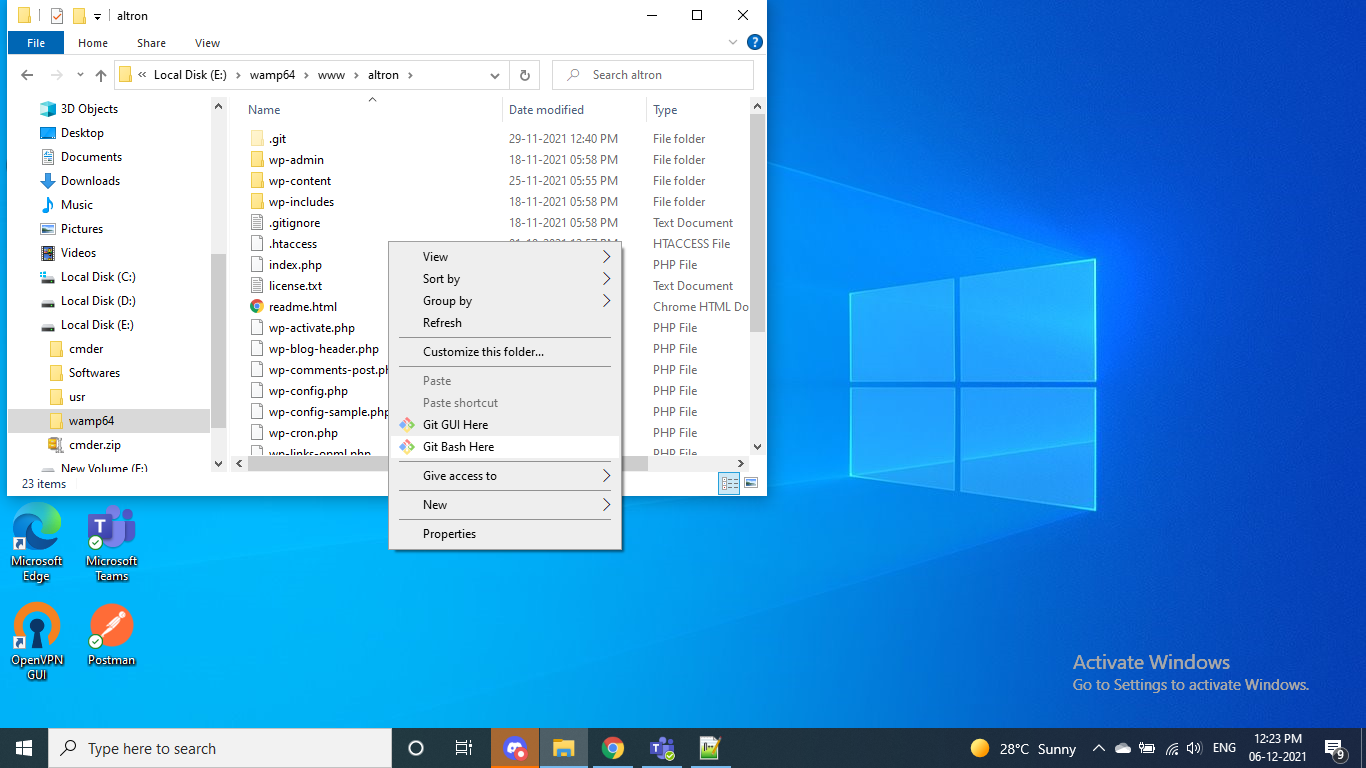 altron
File Home Share View
« Local Disk (E:) › wamp64 › www › altron ›
Search altron
3D Objects
Desktop
Documents
Downloads
Music
Pictures
Videos
Local Disk (C:)
Local Disk (D:)
Local Disk (E:)
cmder
Softwares
usr
wamp64
cmder.zip
New Volume (F:)
Name Date modified Type
.git 29-11-2021 12:40 PM File folder
wp-admin 18-11-2021 05:58 PM File folder
wp-content 25-11-2021 05:55 PM File folder
wp-includes 18-11-2021 05:58 PM File folder
.gitignore 18-11-2021 05:58 PM Text Document
.htaccess HTACCESS File
index.php PHP File
license.txt Text Document
readme.html Chrome HTML Do
wp-activate.php PHP File
wp-blog-header.php PHP File
wp-comments-post.ph PHP File
wp-config.php PHP File
wp-config-sample.php PHP File
wp-cron.php PHP File
wp-links-opml.php PHP File
23 items
View
Sort by
Group by
Refresh
Customize this folder...
Paste
Paste shortcut
Git GUI Here
Git Bash Here
Give access to
New
Properties
Microsoft
Edge
Microsoft
Teams
OpenVPN
GUI
Postman
Activate Windows
Go to Settings to activate Windows.
Type here to search
28°C Sunny
ENG
12:23 PM
06-12-2021
9